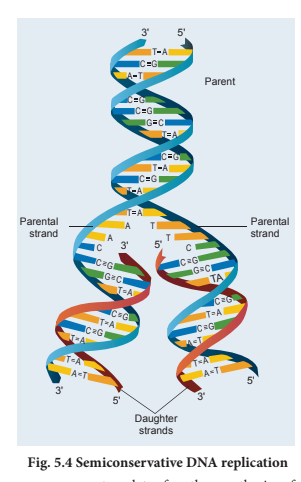 3' 5'
T=A
C≡G
A=T
Parent
C≡G
C≡G
G≡C
T=A
C≡G
T=A
C≡G
T=A
T=A
Parental strand A T Parental strand
A T
C 3' 5' C
C≡G C≡G
G≡C G≡C
T=A TA
C≡G C≡G
T=A T=A
C≡G C≡G
T=A A=T
T=A T=A
A=T A=T
3' 5' 3' 5'
Daughter
strands
Fig. 5.4 Semiconservative DNA replication